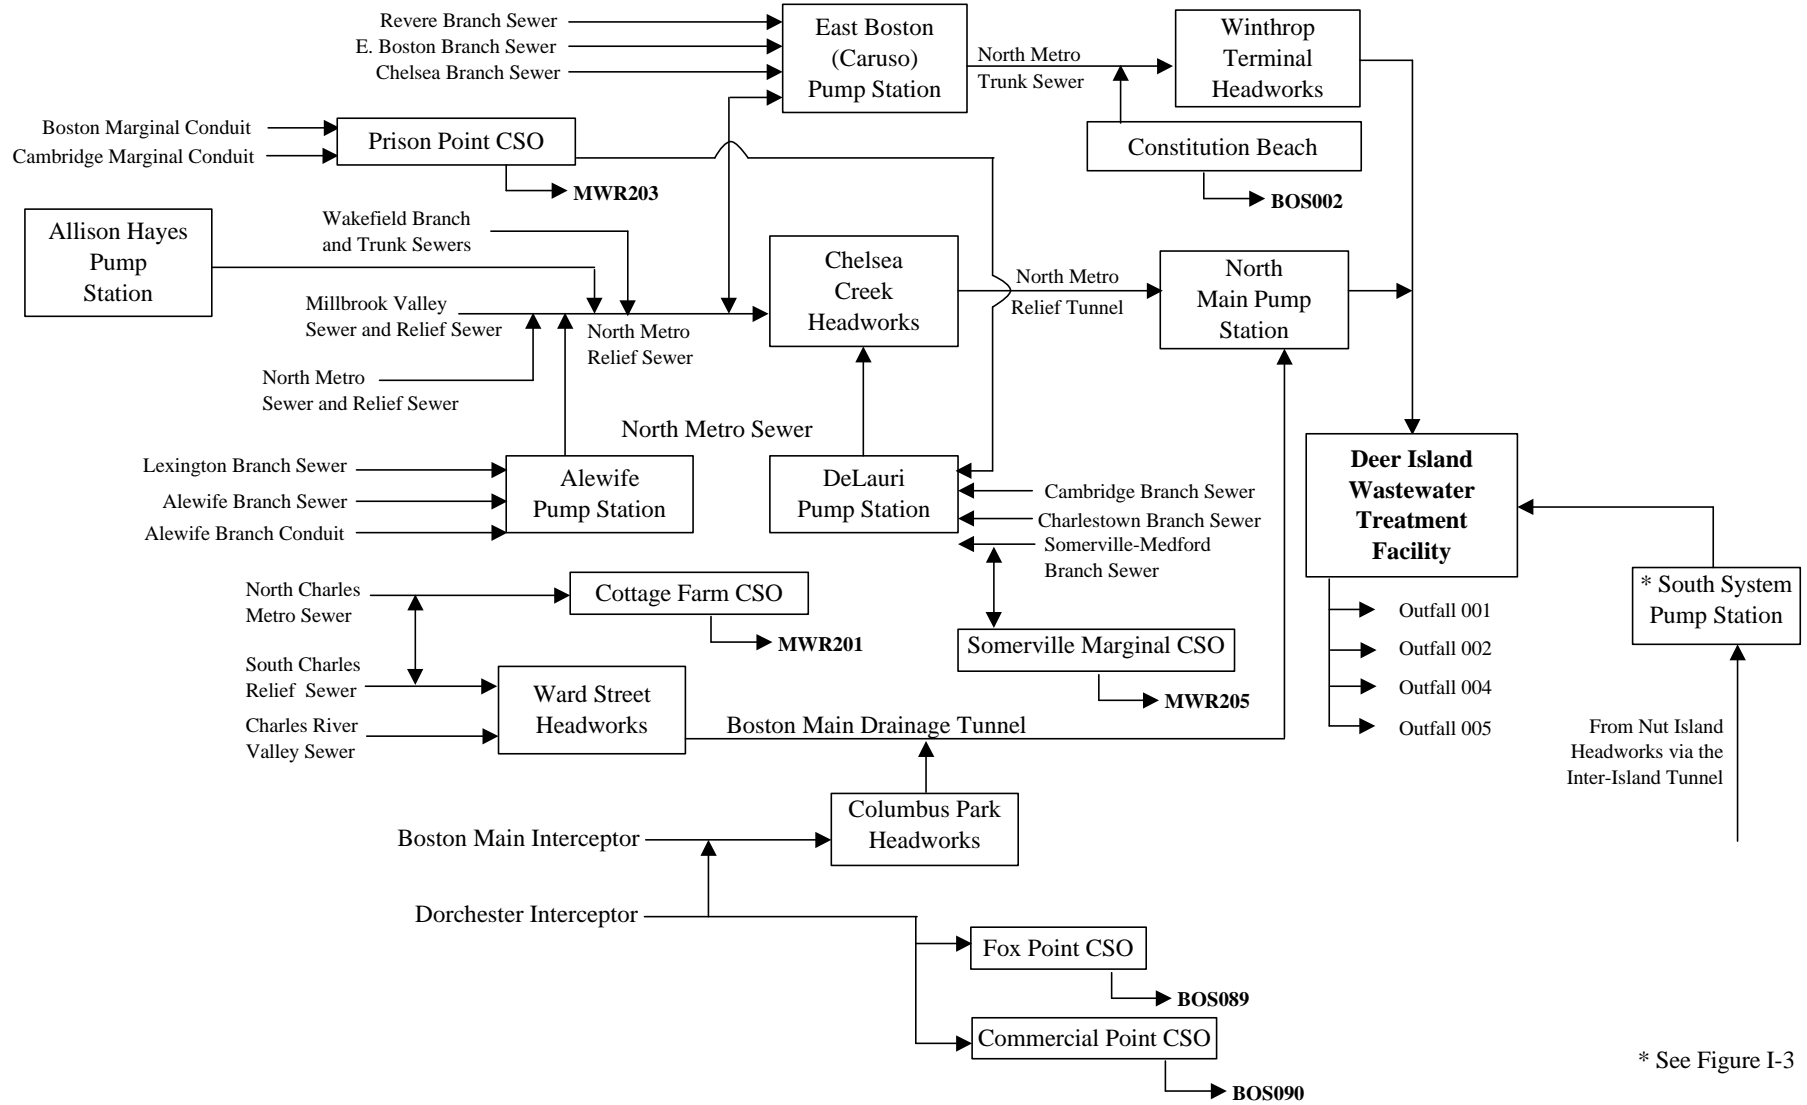 Revere Branch Sewer
E. Boston Branch Sewer
Chelsea Branch Sewer
East Boston
(Caruso)
Pump Station
North Metro
Trunk Sewer
Winthrop
Terminal
Headworks
Boston Marginal Conduit
Cambridge Marginal Conduit
Prison Point CSO
MWR203
Constitution Beach
BOS002
Allison Hayes
Pump
Station
Wakefield Branch
and Trunk Sewers
Millbrook Valley
Sewer and Relief Sewer
North Metro
Relief Sewer
Chelsea
Creek
Headworks
North Metro
Relief Tunnel
North
Main Pump
Station
North Metro
Sewer and Relief Sewer
North Metro Sewer
Lexington Branch Sewer
Alewife Branch Sewer
Alewife Branch Conduit
Alewife
Pump Station
DeLauri
Pump Station
Cambridge Branch Sewer
Charlestown Branch Sewer
Somerville-Medford
Branch Sewer
Deer Island
Wastewater
Treatment
Facility
Outfall 001
Outfall 002
Outfall 004
Outfall 005
* South System
Pump Station
From Nut Island
Headworks via the
Inter-Island Tunnel
North Charles
Metro Sewer
Cottage Farm CSO
MWR201
Somerville Marginal CSO
MWR205
South Charles
Relief Sewer
Charles River
Valley Sewer
Ward Street
Headworks
Boston Main Drainage Tunnel
Columbus Park
Headworks
Boston Main Interceptor
Dorchester Interceptor
Fox Point CSO
BOS089
Commercial Point CSO
BOS090
* See Figure I-3